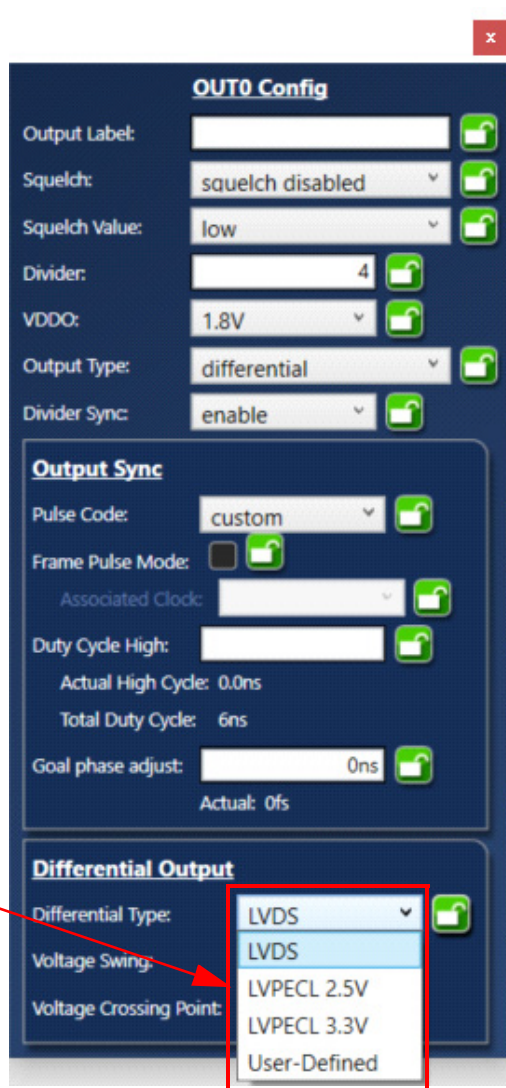 x
OUT0 Config
Output Label:
Squelch: squelch disabled
Squelch Value: low
Divider: 4
VDDO: 1.8V
Output Type: differential
Divider Sync: enable
Output Sync
Pulse Code: custom
Frame Pulse Mode:
Associated Clock:
Duty Cycle High:
Actual High Cycle: 0.0ns
Total Duty Cycle: 6ns
Goal phase adjust: 0ns
Actual: 0fs
Differential Output
Differential Type: LVDS
Voltage Swing: LVDS
LVPECL 2.5V
Voltage Crossing Point: LVPECL 3.3V
User-Defined